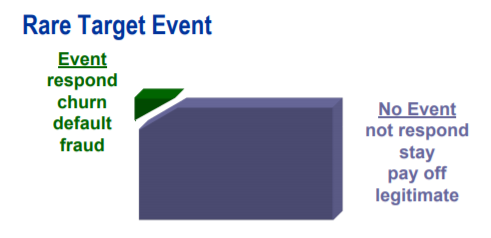 Rare Target Event
Event
respond
churn
default
fraud
No Event
not respond
stay
pay off
legitimate